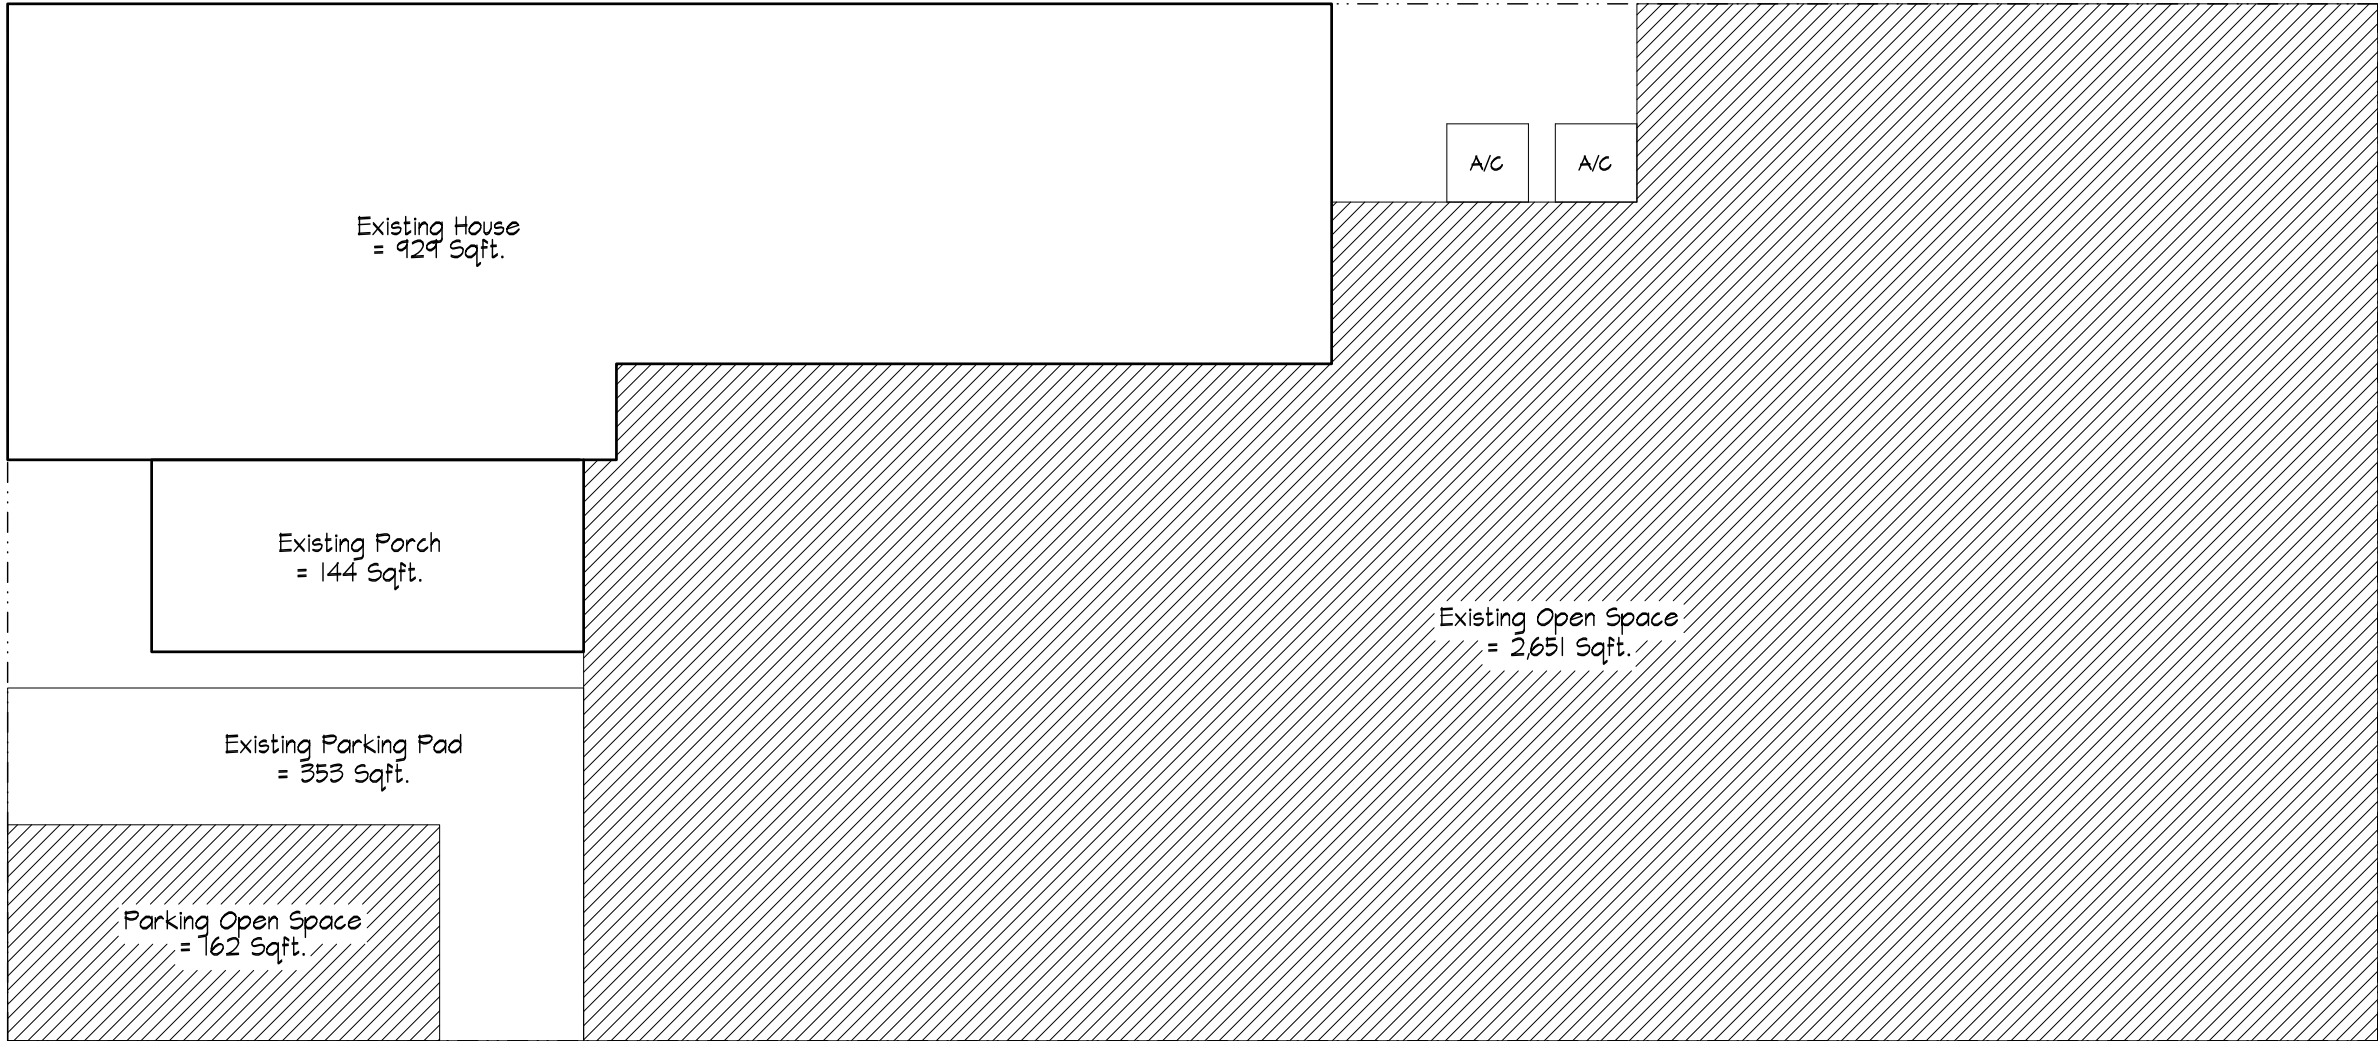 A/C
A/C
Existing House
= 929 Sqft.
Existing Porch
= 144 Sqft.
Existing Open Space
= 2,651 Sqft.
Existing Parking Pad
= 353 Sqft.
Parking Open Space
= 162 Sqft.